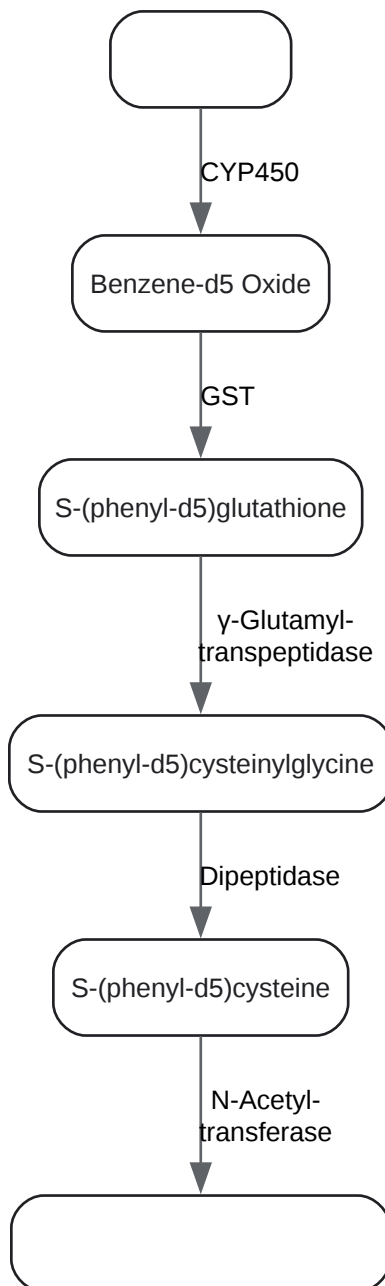 CYP450
Benzene-d5 Oxide
GST
S-(phenyl-d5)glutathione
γ-Glutamyl-
transpeptidase
S-(phenyl-d5)cysteinylglycine
Dipeptidase
S-(phenyl-d5)cysteine
N-Acetyl-
transferase